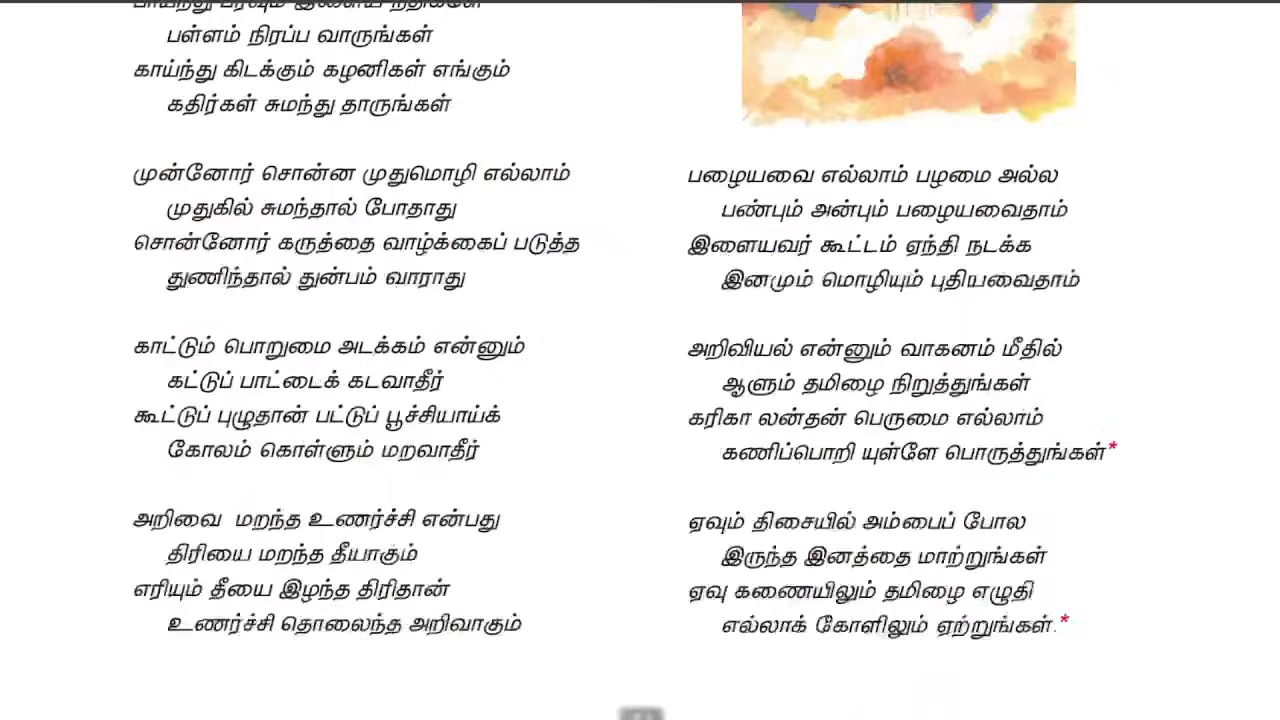 பாய்ந்து பரவும் இளைய நதிகளே
பள்ளம் நிரப்ப வாருங்கள்
காய்ந்து கிடக்கும் கழனிகள் எங்கும்
கதிர்கள் சுமந்து தாருங்கள்
முன்னோர் சொன்ன முதுமொழி எல்லாம்
முதுகில் சுமந்தால் போதாது
சொன்னோர் கருத்தை வாழ்க்கைப் படுத்த
துணிந்தால் துன்பம் வாராது
காட்டும் பொறுமை அடக்கம் என்னும்
கட்டுப் பாட்டைக் கடவாதீர்
கூட்டுப் புழுதான் பட்டுப் பூச்சியாய்க்
கோலம் கொள்ளும் மறவாதீர்
அறிவை மறந்த உணர்ச்சி என்பது
திரியை மறந்த தீயாகும்
எரியும் தீயை இழந்த திரிதான்
உணர்ச்சி தொலைந்த அறிவாகும்
பழையவை எல்லாம் பழமை அல்ல
பண்பும் அன்பும் பழையவைதாம்
இளையவர் கூட்டம் ஏந்தி நடக்க
இனமும் மொழியும் புதியவைதாம்
அறிவியல் என்னும் வாகனம் மீதில்
ஆளும் தமிழை நிறுத்துங்கள்
கரிகா லன்தன் பெருமை எல்லாம்
கணிப்பொறி யுள்ளே பொருத்துங்கள்*
ஏவும் திசையில் அம்பைப் போல
இருந்த இனத்தை மாற்றுங்கள்
ஏவு கணையிலும் தமிழை எழுதி
எல்லாக் கோளிலும் ஏற்றுங்கள்.*